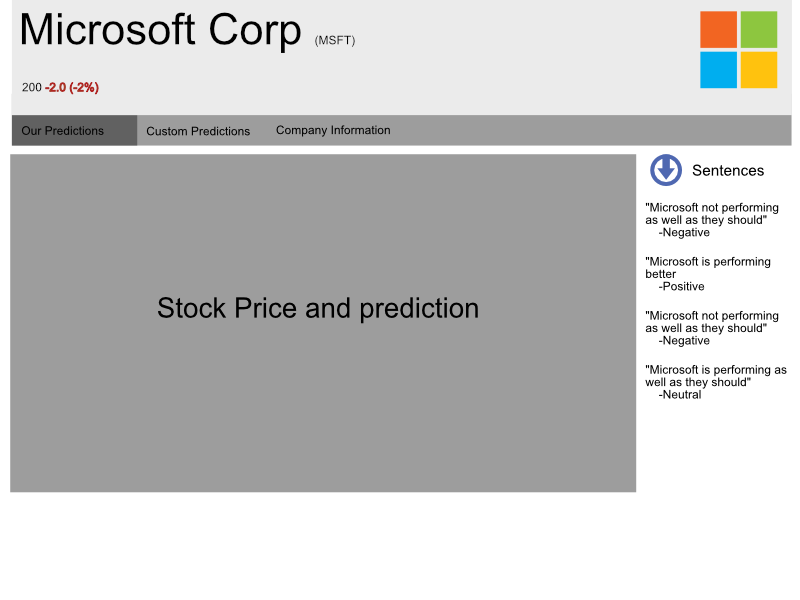 Microsoft Corp (MSFT)
200 -2.0 (-2%)
Our Predictions
Custom Predictions
Company Information
Stock Price and prediction
Sentences
"Microsoft not performing
as well as they should"
-Negative
"Microsoft is performing
better
-Positive
"Microsoft not performing
as well as they should"
-Negative
"Microsoft is performing as
well as they should"
-Neutral